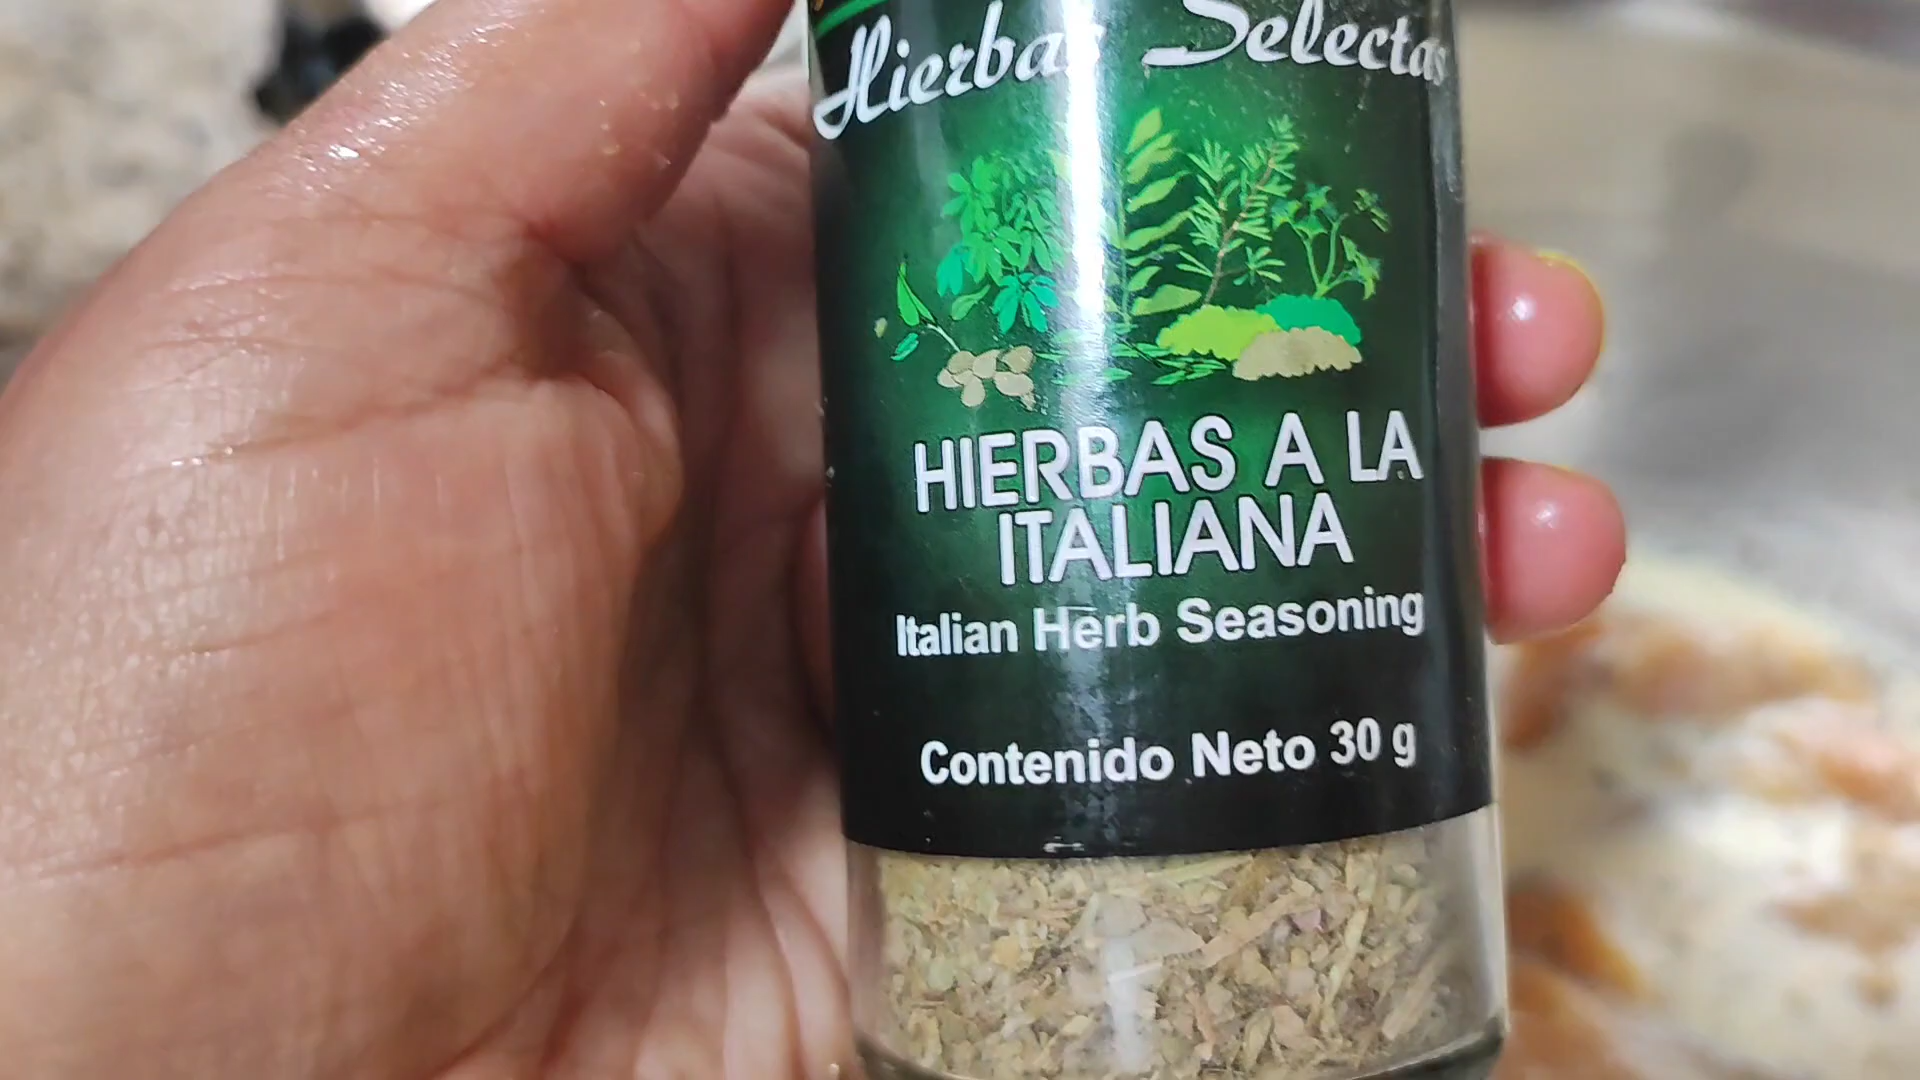 Hierbas Selectas
HIERBAS A LA
ITALIANA
Italian Herb Seasoning
Contenido Neto 30 g